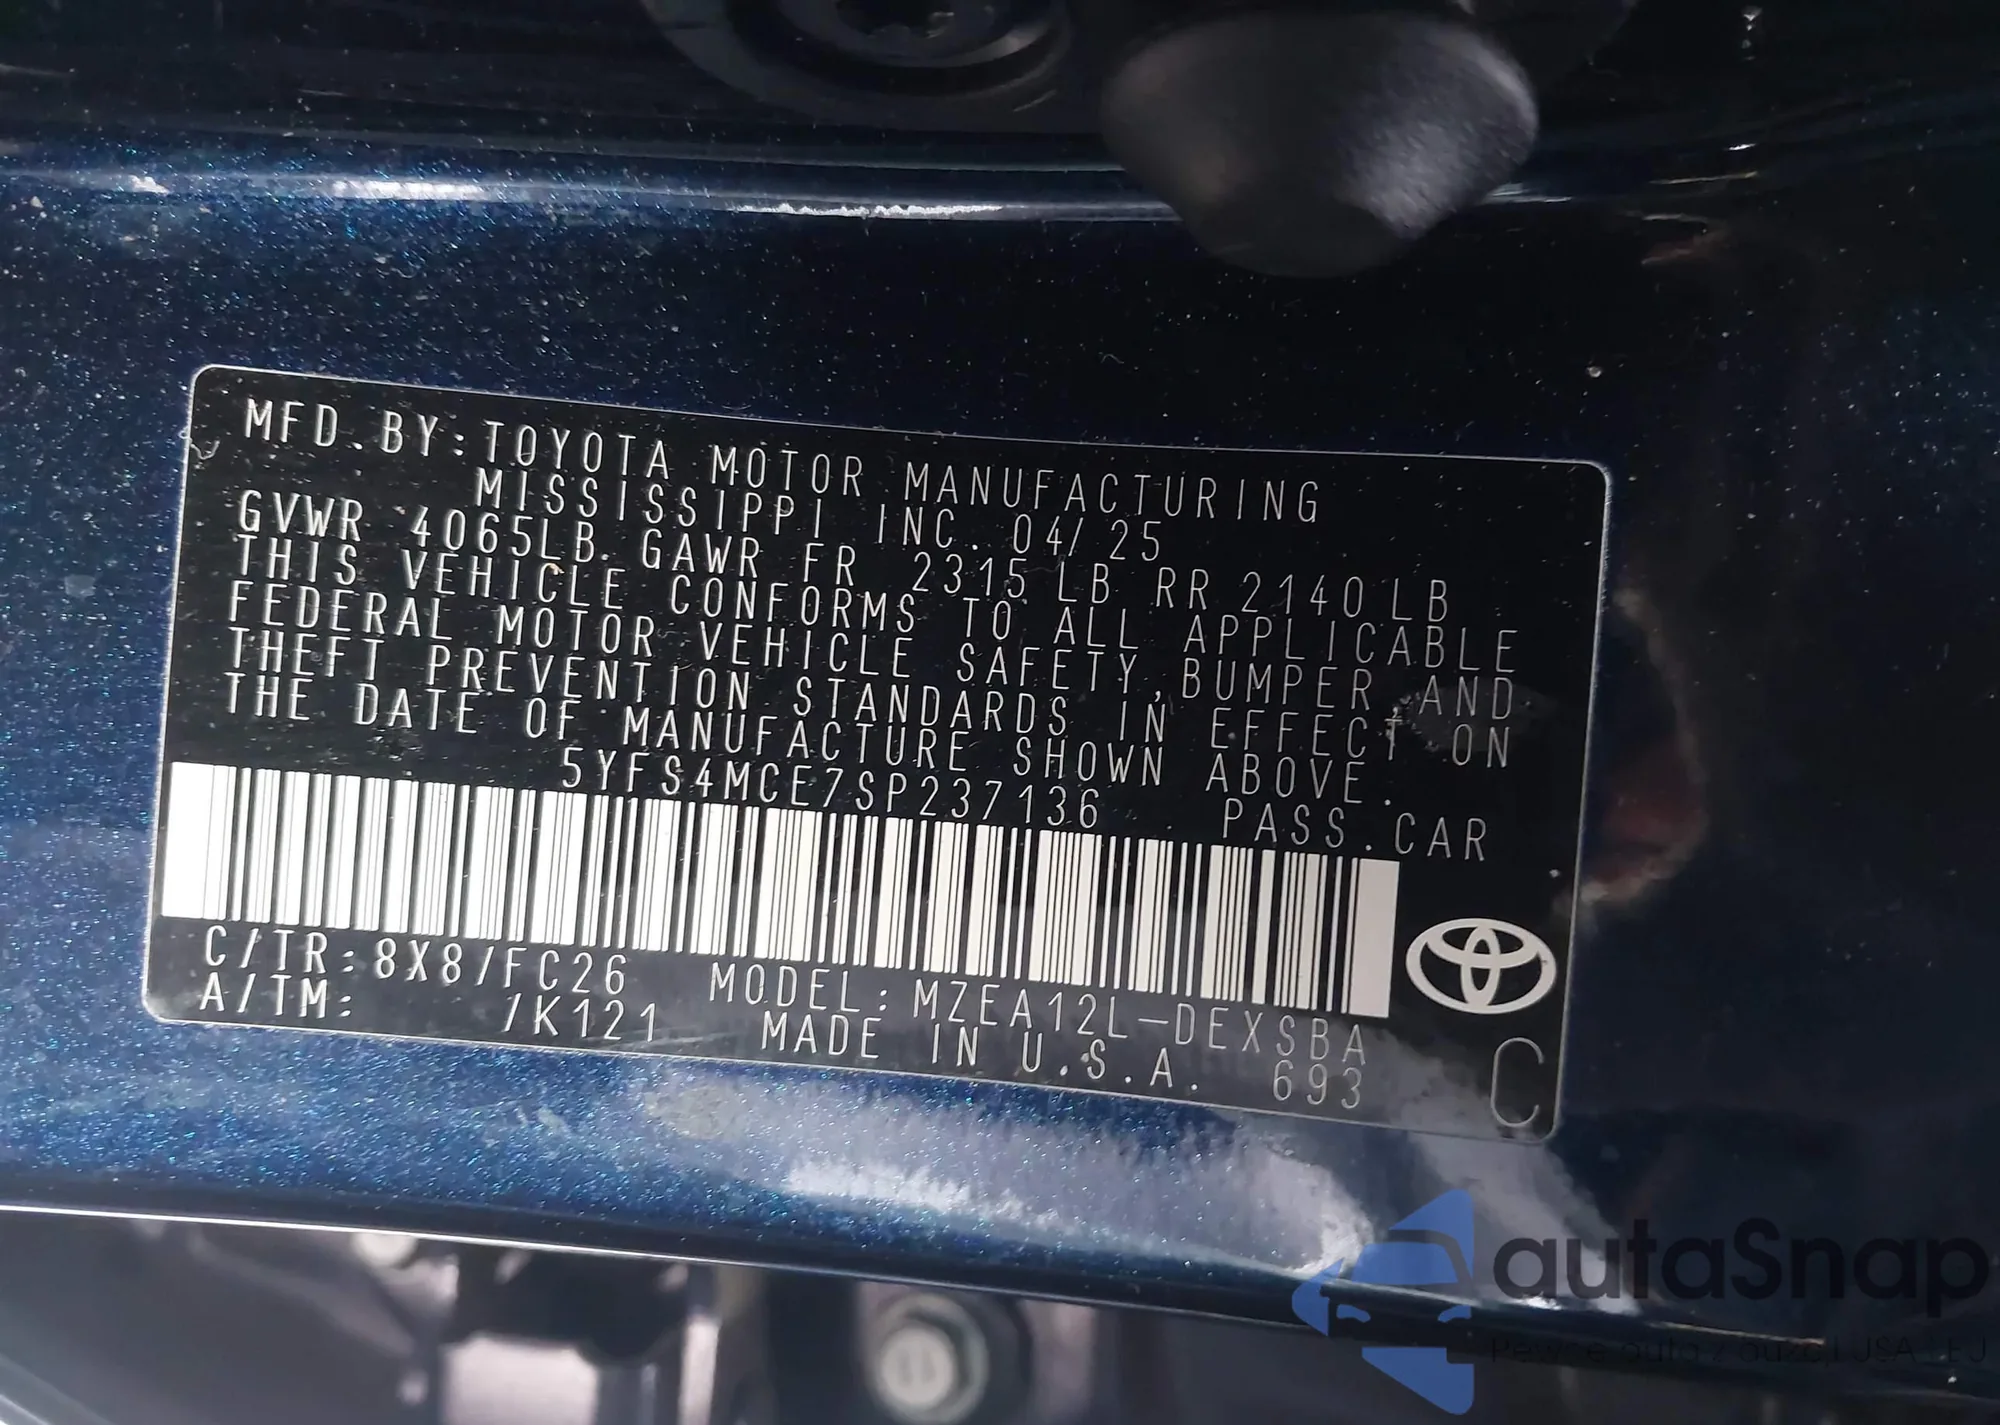 MFD. BY: TOYOTA MOTOR MANUFACTURING
MISSISSIPPI INC. 04/25
GVWR 4065LB. GAWR FR 2315 LB RR 2140 LB
THIS VEHICLE CONFORMS TO ALL APPLICABLE
FEDERAL MOTOR VEHICLE SAFETY, BUMPER, AND
THEFT PREVENTION STANDARDS IN EFFECT ON
THE DATE OF MANUFACTURE SHOWN ABOVE.
5YFS4MCE7SP237136 PASS. CAR
C/TR: 8X8/FC26 MODEL: MZEA12L-DEXSBA
A/TM: /K121 MADE IN U.S.A. 693
C
autaSnap